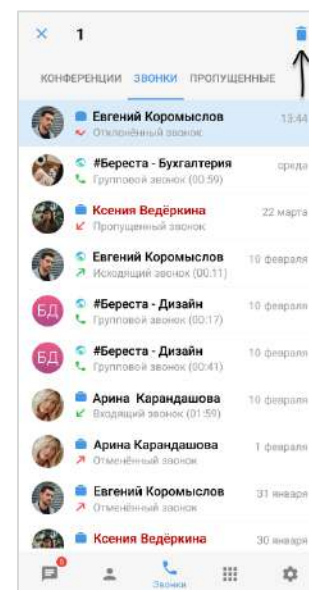 1
КОНФЕРЕНЦИИ ЗВОНКИ ПРОПУЩЕННЫЕ
Евгений Коромыслов 13:44
Отклонённый звонок
#Береста - Бухгалтерия среда
Групповой звонок (00:59)
Ксения Ведёркина 22 марта
Пропущенный звонок
Евгений Коромыслов 10 февраля
Исходящий звонок (00:11)
БД #Береста - Дизайн 10 февраля
Групповой звонок (00:17)
БД #Береста - Дизайн 10 февраля
Групповой звонок (00:41)
Арина Карандашова 10 февраля
Входящий звонок (01:59)
Арина Карандашова 1 февраля
Отменённый звонок
Евгений Коромыслов 31 января
Отменённый звонок
Ксения Ведёркина 30 января
Звонки